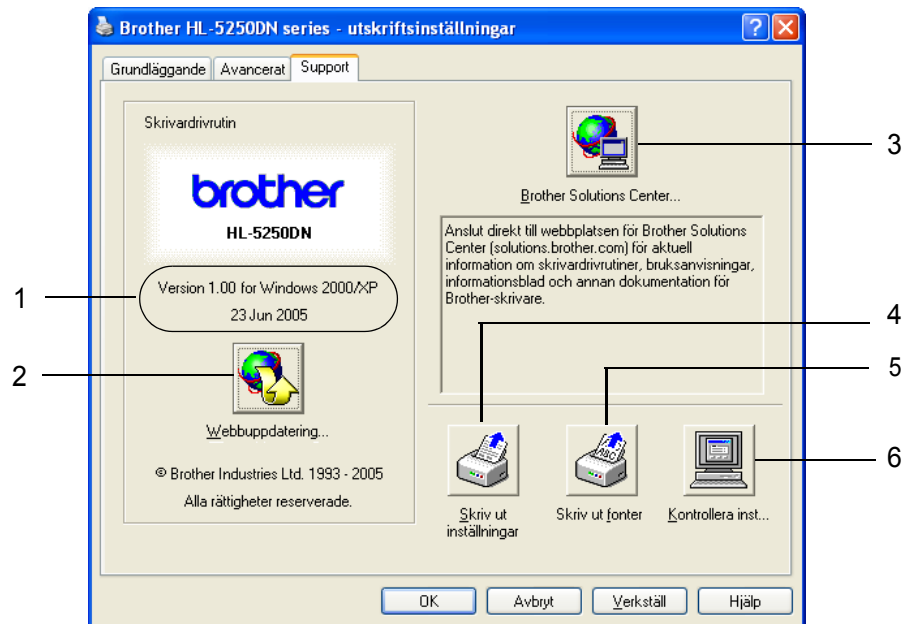 Brother HL-5250DN series - utskriftsinställningar
Grundläggande
Avancerat
Support
Skrivardrivrutin
brother
HL-5250DN
1
Version 1.00 for Windows 2000/XP
23 Jun 2005
2
Webbuppdatering...
© Brother Industries Ltd. 1993 - 2005
Alla rättigheter reserverade.
3
Brother Solutions Center...
Anslut direkt till webbplatsen för Brother Solutions
Center (solutions.brother.com) för aktuell
information om skrivardrivrutiner, bruksanvisningar,
informationsblad och annan dokumentation för
Brother-skrivare.
4
5
6
Skriv ut
inställningar
Skriv ut fonter
Kontrollera inst...
OK
Avbryt
Verkställ
Hjälp